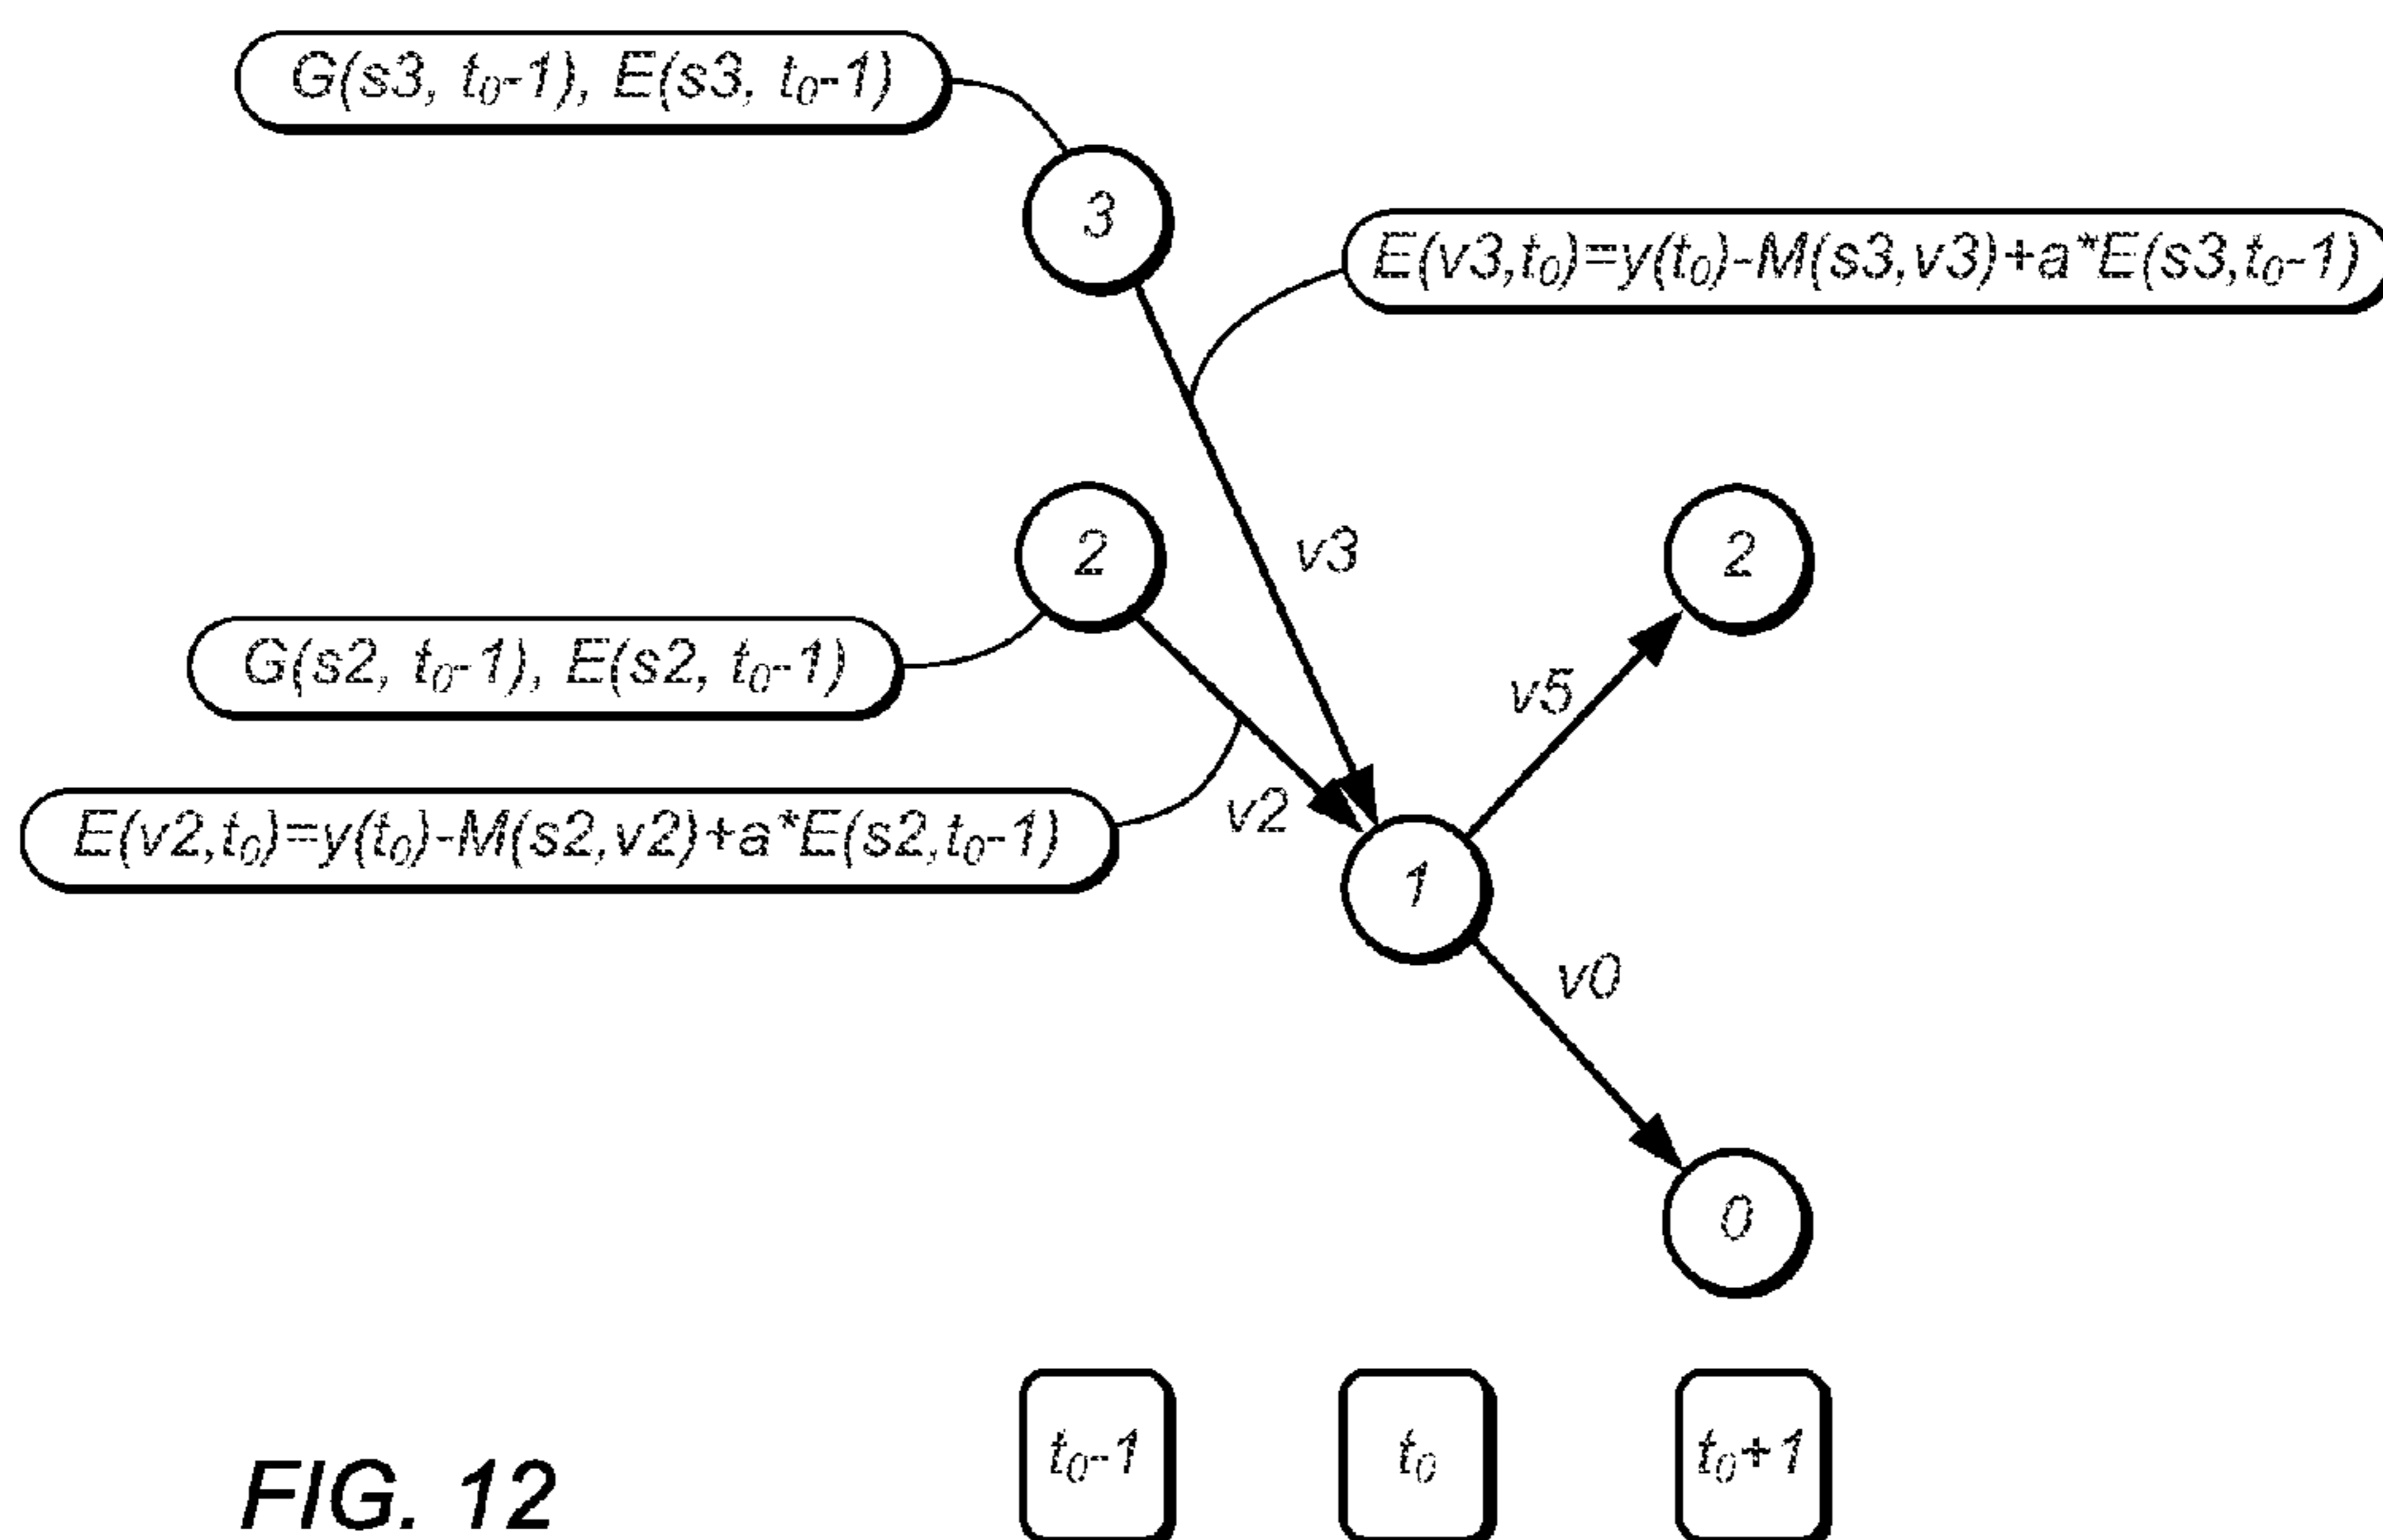 G(s3, t₀-1), E(s3, t₀-1)
3
E(v3,t₀)=y(t₀)-M(s3,v3)+a*E(s3,t₀-1)
2
v3
2
G(s2, t₀-1), E(s2, t₀-1)
v5
E(v2,t₀)=y(t₀)-M(s2,v2)+a*E(s2,t₀-1)
v2
1
v0
0
t₀-1
t₀
t₀+1
FIG. 12